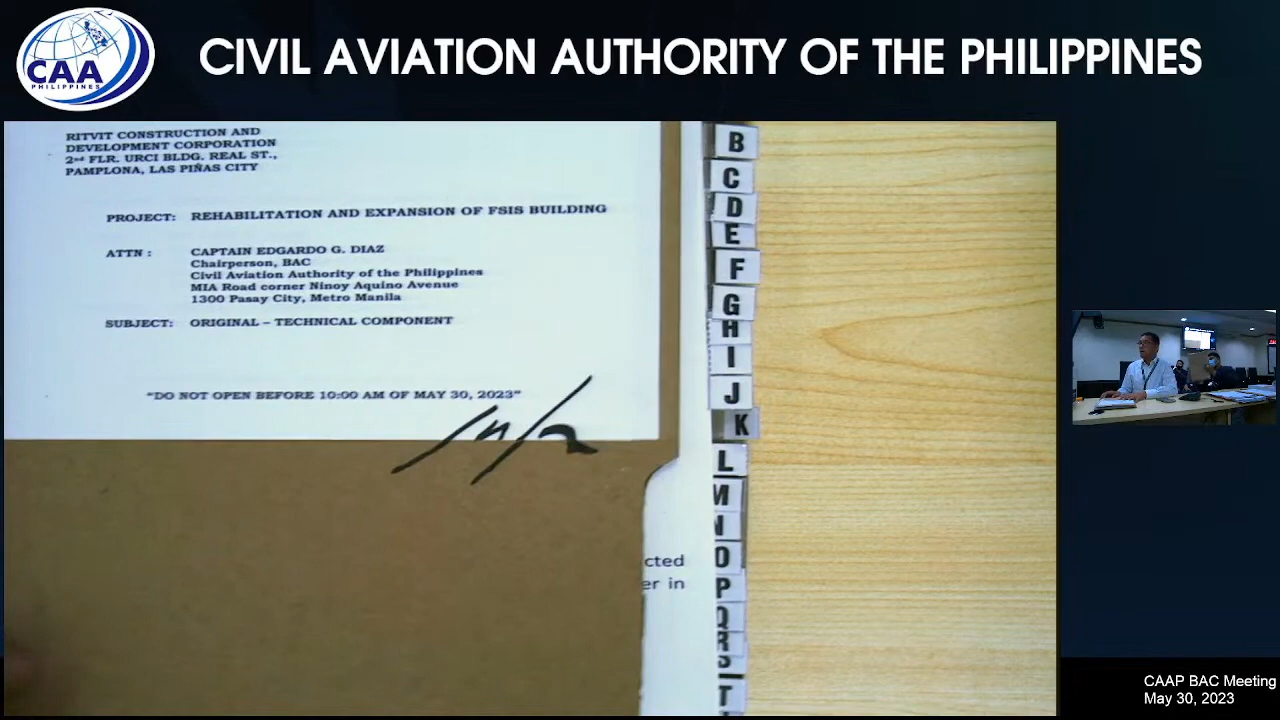 CAA
PHILIPPINES
CIVIL AVIATION AUTHORITY OF THE PHILIPPINES
RITVIT CONSTRUCTION AND
DEVELOPMENT CORPORATION
2nd FLR. URCI BLDG. REAL ST.,
PAMPLONA, LAS PIÑAS CITY
PROJECT: REHABILITATION AND EXPANSION OF FSIS BUILDING
ATTN : CAPTAIN EDGARDO G. DIAZ
Chairperson, BAC
Civil Aviation Authority of the Philippines
MIA Road corner Ninoy Aquino Avenue
1300 Pasay City, Metro Manila
SUBJECT: ORIGINAL – TECHNICAL COMPONENT
"DO NOT OPEN BEFORE 10:00 AM OF MAY 30, 2023"
cted
er in
B
C
D
E
F
G
H
I
J
K
L
M
N
O
P
Q
R
S
T
CAAP BAC Meeting
May 30, 2023